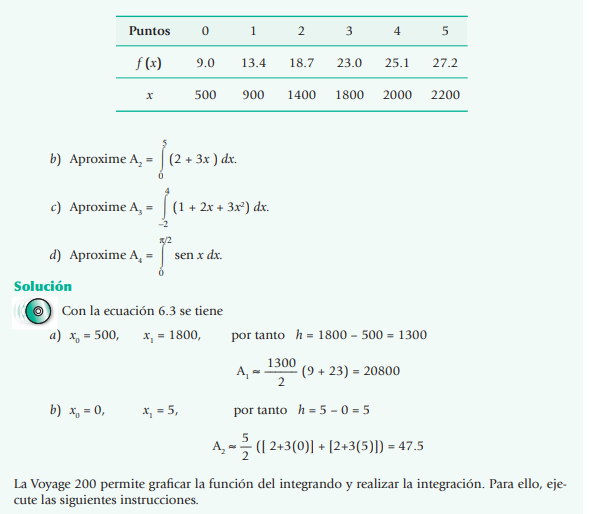 Puntos 0 1 2 3 4 5
f (x) 9.0 13.4 18.7 23.0 25.1 27.2
x 500 900 1400 1800 2000 2200
b) Aproxime A₂ = ∫₀⁵ (2 + 3x ) dx.
c) Aproxime A₃ = ∫₋₂⁴ (1 + 2x + 3x²) dx.
d) Aproxime A₄ = ∫₀^(π/2) sen x dx.
Solución
Con la ecuación 6.3 se tiene
a) x₀ = 500, x₁ = 1800, por tanto h = 1800 – 500 = 1300
A₁ ≈ 1300/2 (9 + 23) = 20800
b) x₀ = 0, x₁ = 5, por tanto h = 5 – 0 = 5
A₂ ≈ 5/2 ([ 2+3(0)] + [2+3(5)]) = 47.5
La Voyage 200 permite graficar la función del integrando y realizar la integración. Para ello, eje-
cute las siguientes instrucciones.